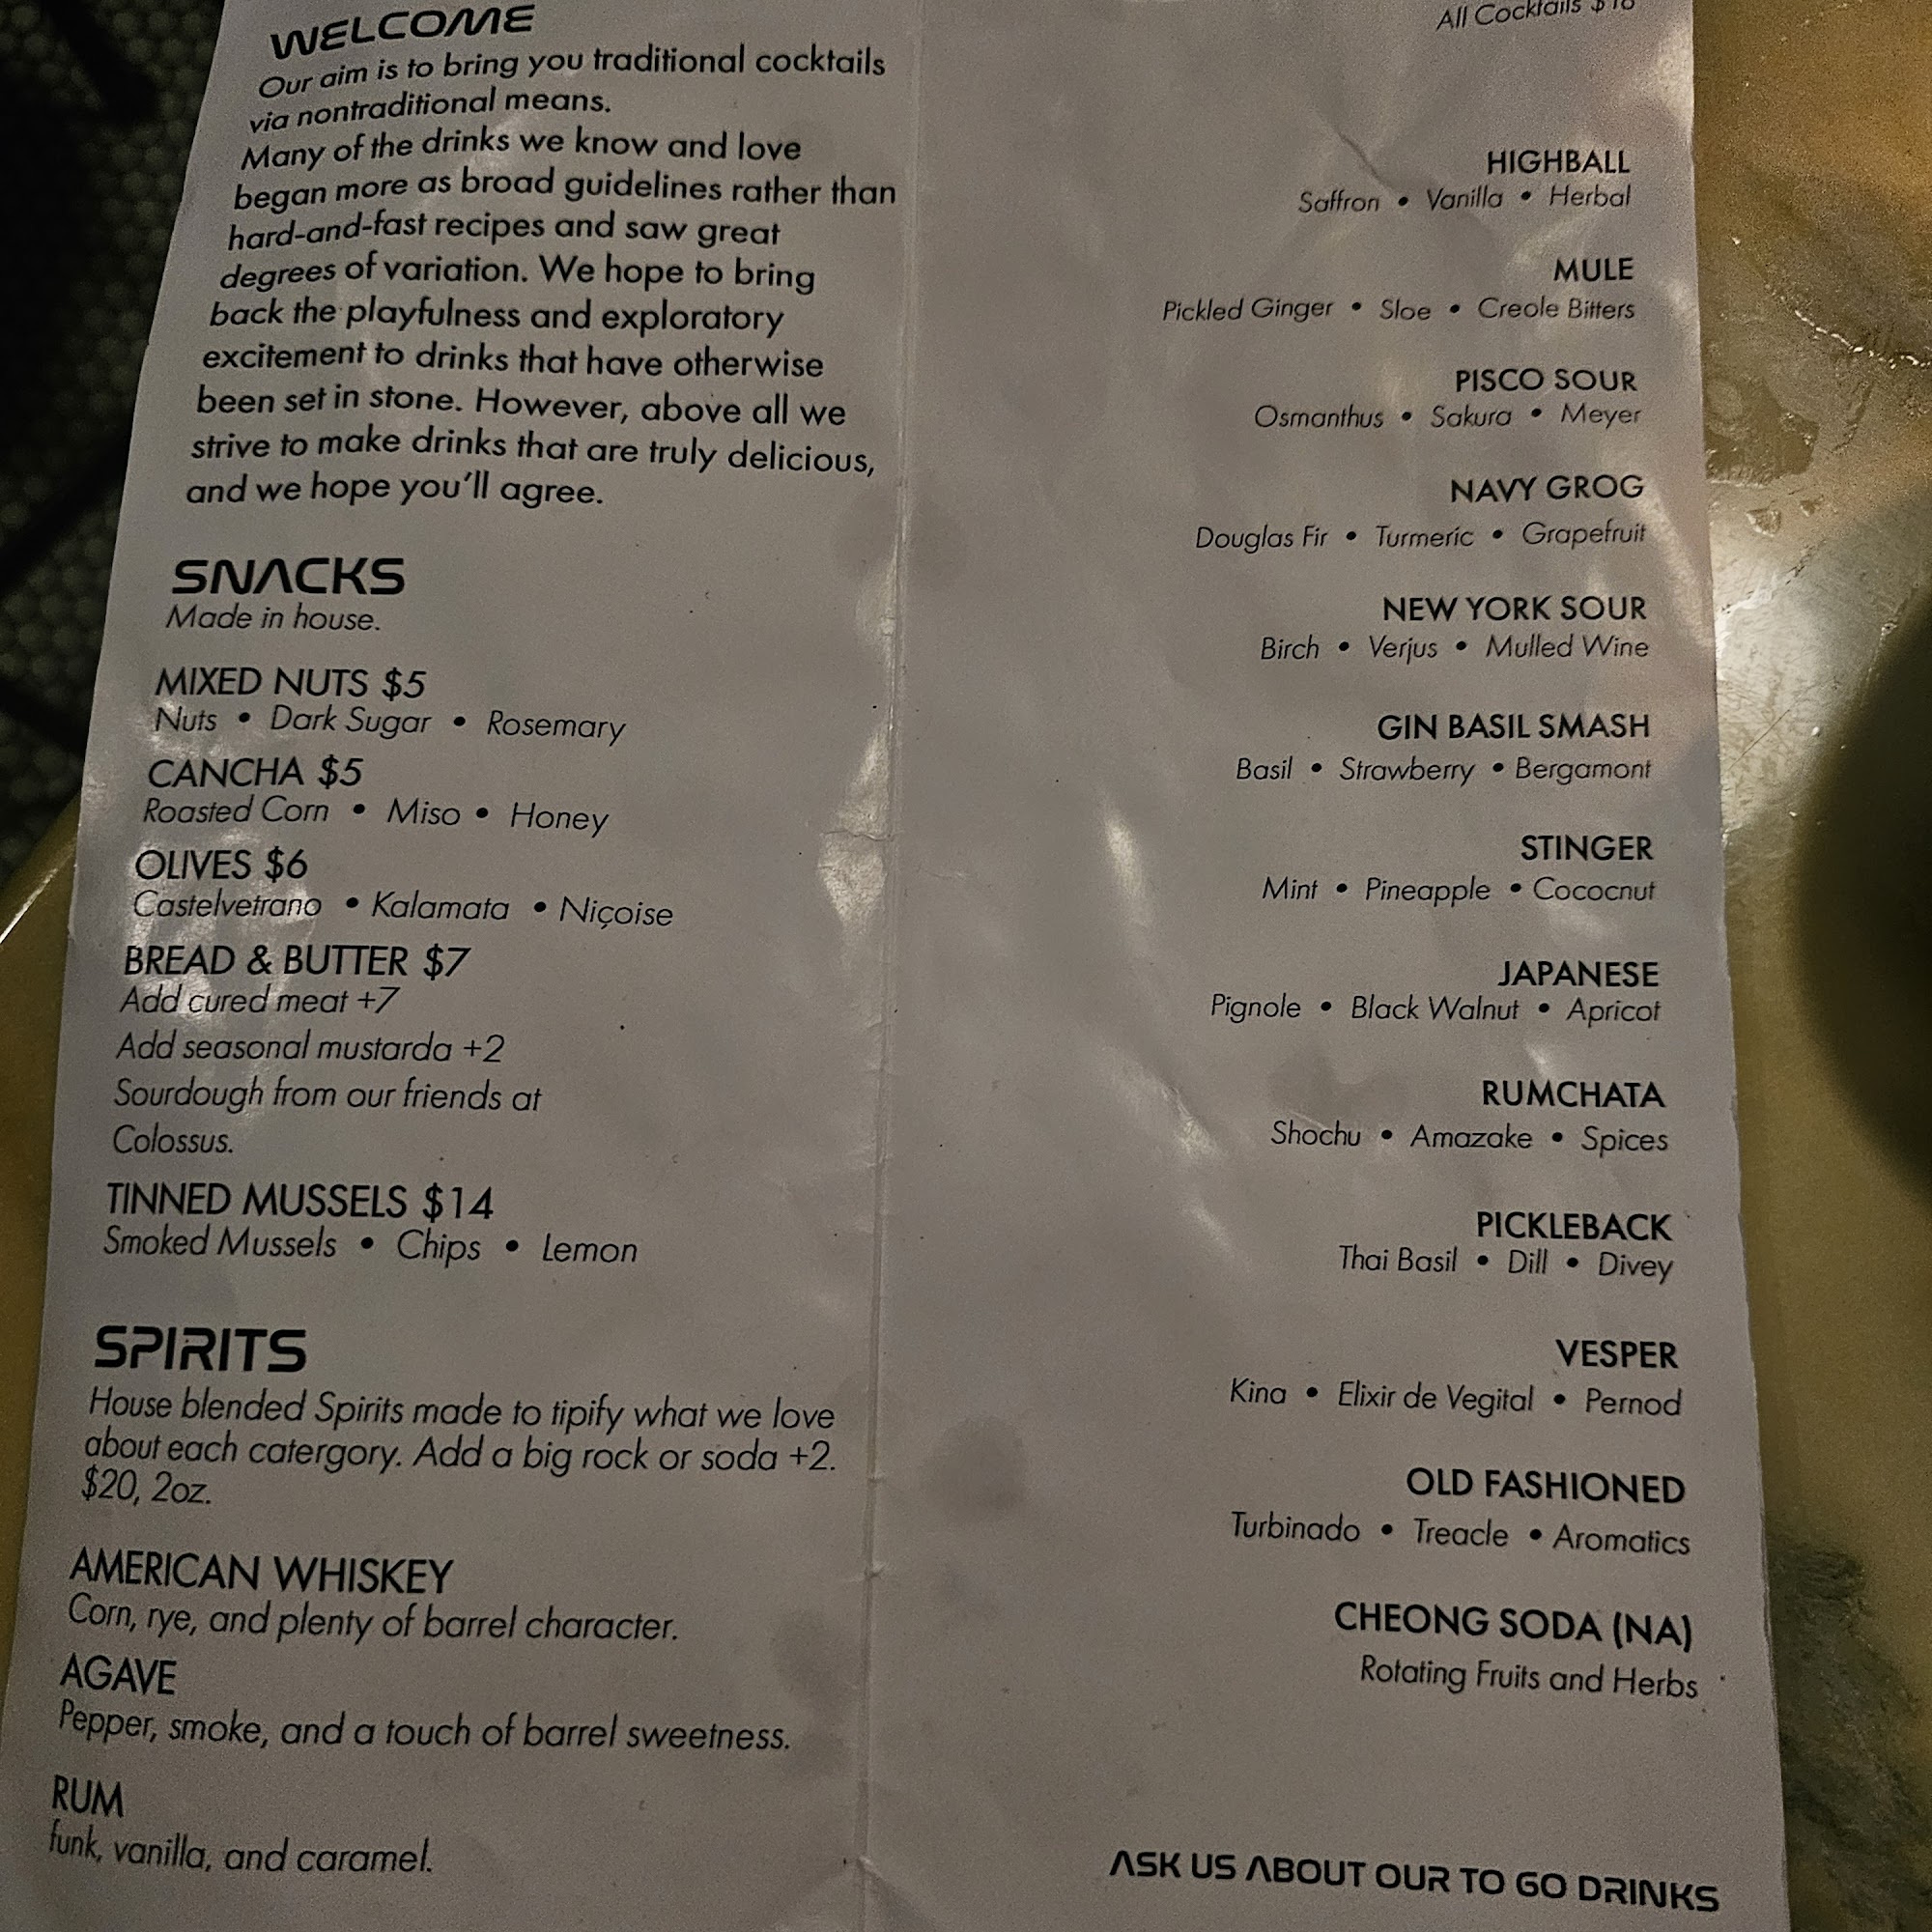 WELCOME
Our aim is to bring you traditional cocktails
via nontraditional means.
Many of the drinks we know and love
began more as broad guidelines rather than
hard-and-fast recipes and saw great
degrees of variation. We hope to bring
back the playfulness and exploratory
excitement to drinks that have otherwise
been set in stone. However, above all we
strive to make drinks that are truly delicious,
and we hope you'll agree.
SNACKS
Made in house.
MIXED NUTS $5
Nuts • Dark Sugar • Rosemary
CANCHA $5
Roasted Corn • Miso • Honey
OLIVES $6
Castelvetrano • Kalamata • Niçoise
BREAD & BUTTER $7
Add cured meat +7
Add seasonal mustarda +2
Sourdough from our friends at
Colossus.
TINNED MUSSELS $14
Smoked Mussels • Chips • Lemon
SPIRITS
House blended Spirits made to tipify what we love
about each catergory. Add a big rock or soda +2.
$20, 2oz.
AMERICAN WHISKEY
Corn, rye, and plenty of barrel character.
AGAVE
Pepper, smoke, and a touch of barrel sweetness.
RUM
funk, vanilla, and caramel.
All Cocktails
HIGHBALL
Saffron • Vanilla • Herbal
MULE
Pickled Ginger • Sloe • Creole Bitters
PISCO SOUR
Osmanthus • Sakura • Meyer
NAVY GROG
Douglas Fir • Turmeric • Grapefruit
NEW YORK SOUR
Birch • Verjus • Mulled Wine
GIN BASIL SMASH
Basil • Strawberry • Bergamont
STINGER
Mint • Pineapple • Cococnut
JAPANESE
Pignole • Black Walnut • Apricot
RUMCHATA
Shochu • Amazake • Spices
PICKLEBACK
Thai Basil • Dill • Divey
VESPER
Kina • Elixir de Vegital • Pernod
OLD FASHIONED
Turbinado • Treacle • Aromatics
CHEONG SODA (NA)
Rotating Fruits and Herbs
ASK US ABOUT OUR TO GO DRINKS